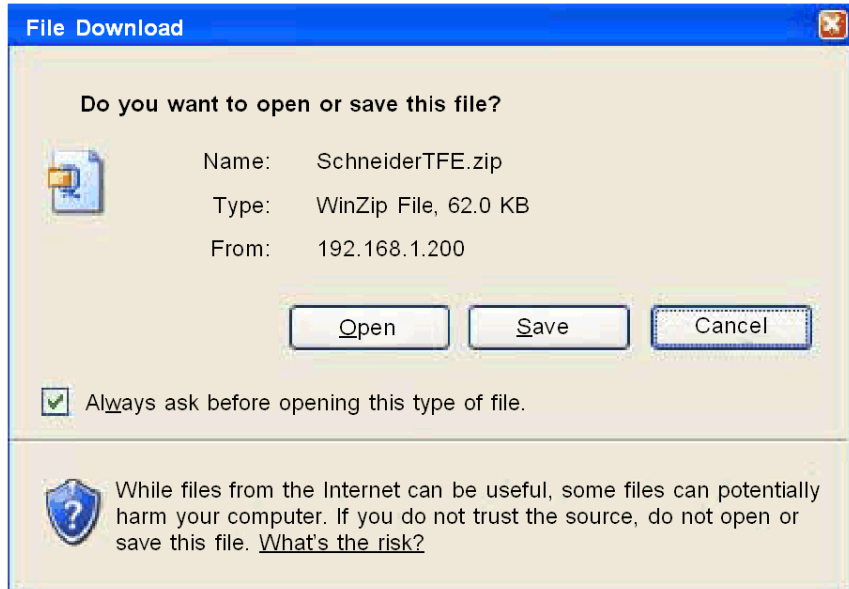 File Download
Do you want to open or save this file?
Name: SchneiderTFE.zip
Type: WinZip File, 62.0 KB
From: 192.168.1.200
Open Save Cancel
Always ask before opening this type of file.
While files from the Internet can be useful, some files can potentially
harm your computer. If you do not trust the source, do not open or
save this file. What's the risk?